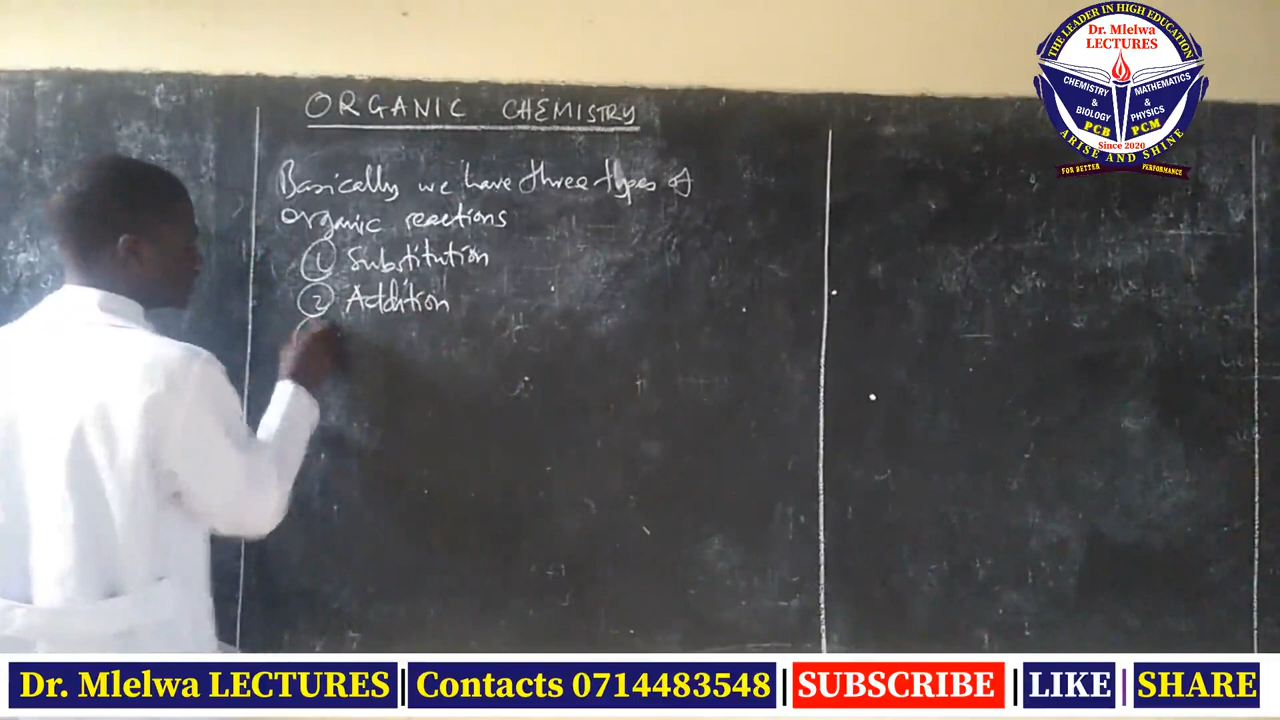 ORGANIC CHEMISTRY
Basically we have three types of
organic reactions
① Substitution
② Addition
THE LEADER IN HIGH EDUCATION
Dr. Mlelwa
LECTURES
CHEMISTRY
&
BIOLOGY
PCB
MATHEMATICS
&
PHYSICS
PCM
Since 2020
ARISE AND SHINE
FOR BETTER PERFORMANCE
Dr. Mlelwa LECTURES | Contacts 0714483548 | SUBSCRIBE | LIKE | SHARE